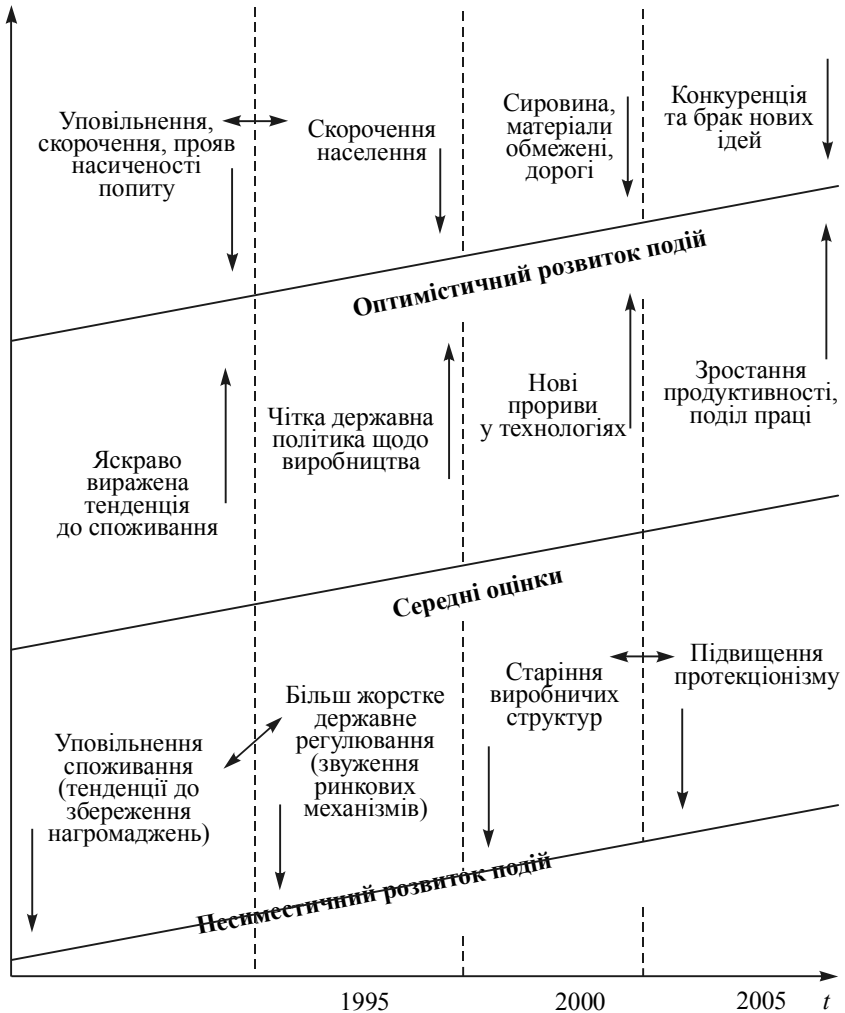 Уповільнення,
скорочення, прояв
насиченості
попиту
Скорочення
населення
Сировина,
матеріали
обмежені,
дорогі
Конкуренція
та брак нових
ідей
Оптимістичний розвиток подій
Яскраво
виражена
тенденція
до споживання
Чітка державна
політика щодо
виробництва
Нові
прориви
у технологіях
Зростання
продуктивності,
поділ праці
Середні оцінки
Уповільнення
споживання
(тенденції до
збереження
нагромаджень)
Більш жорстке
державне
регулювання
(звуження
ринкових
механізмів)
Старіння
виробничих
структур
Підвищення
протекціонізму
Песиместичний розвиток подій
1995
2000
2005
t